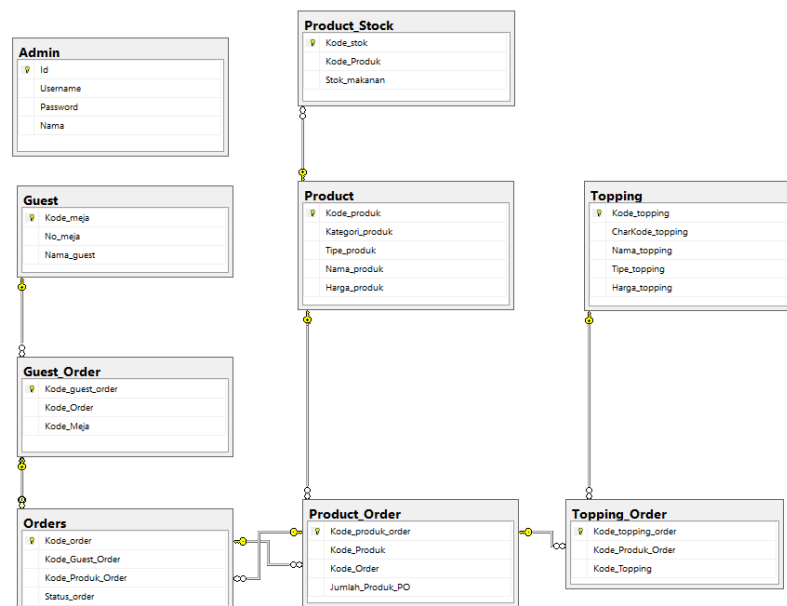 Admin
Id
Username
Password
Nama
Product_Stock
Kode_stok
Kode_Produk
Stok_makanan
Guest
Kode_meja
No_meja
Nama_guest
Product
Kode_produk
Kategori_produk
Tipe_produk
Nama_produk
Harga_produk
Topping
Kode_topping
CharKode_topping
Nama_topping
Tipe_topping
Harga_topping
Guest_Order
Kode_guest_order
Kode_Order
Kode_Meja
Orders
Kode_order
Kode_Guest_Order
Kode_Produk_Order
Status_order
Product_Order
Kode_produk_order
Kode_Produk
Kode_Order
Jumlah_Produk_PO
Topping_Order
Kode_topping_order
Kode_Produk_Order
Kode_Topping